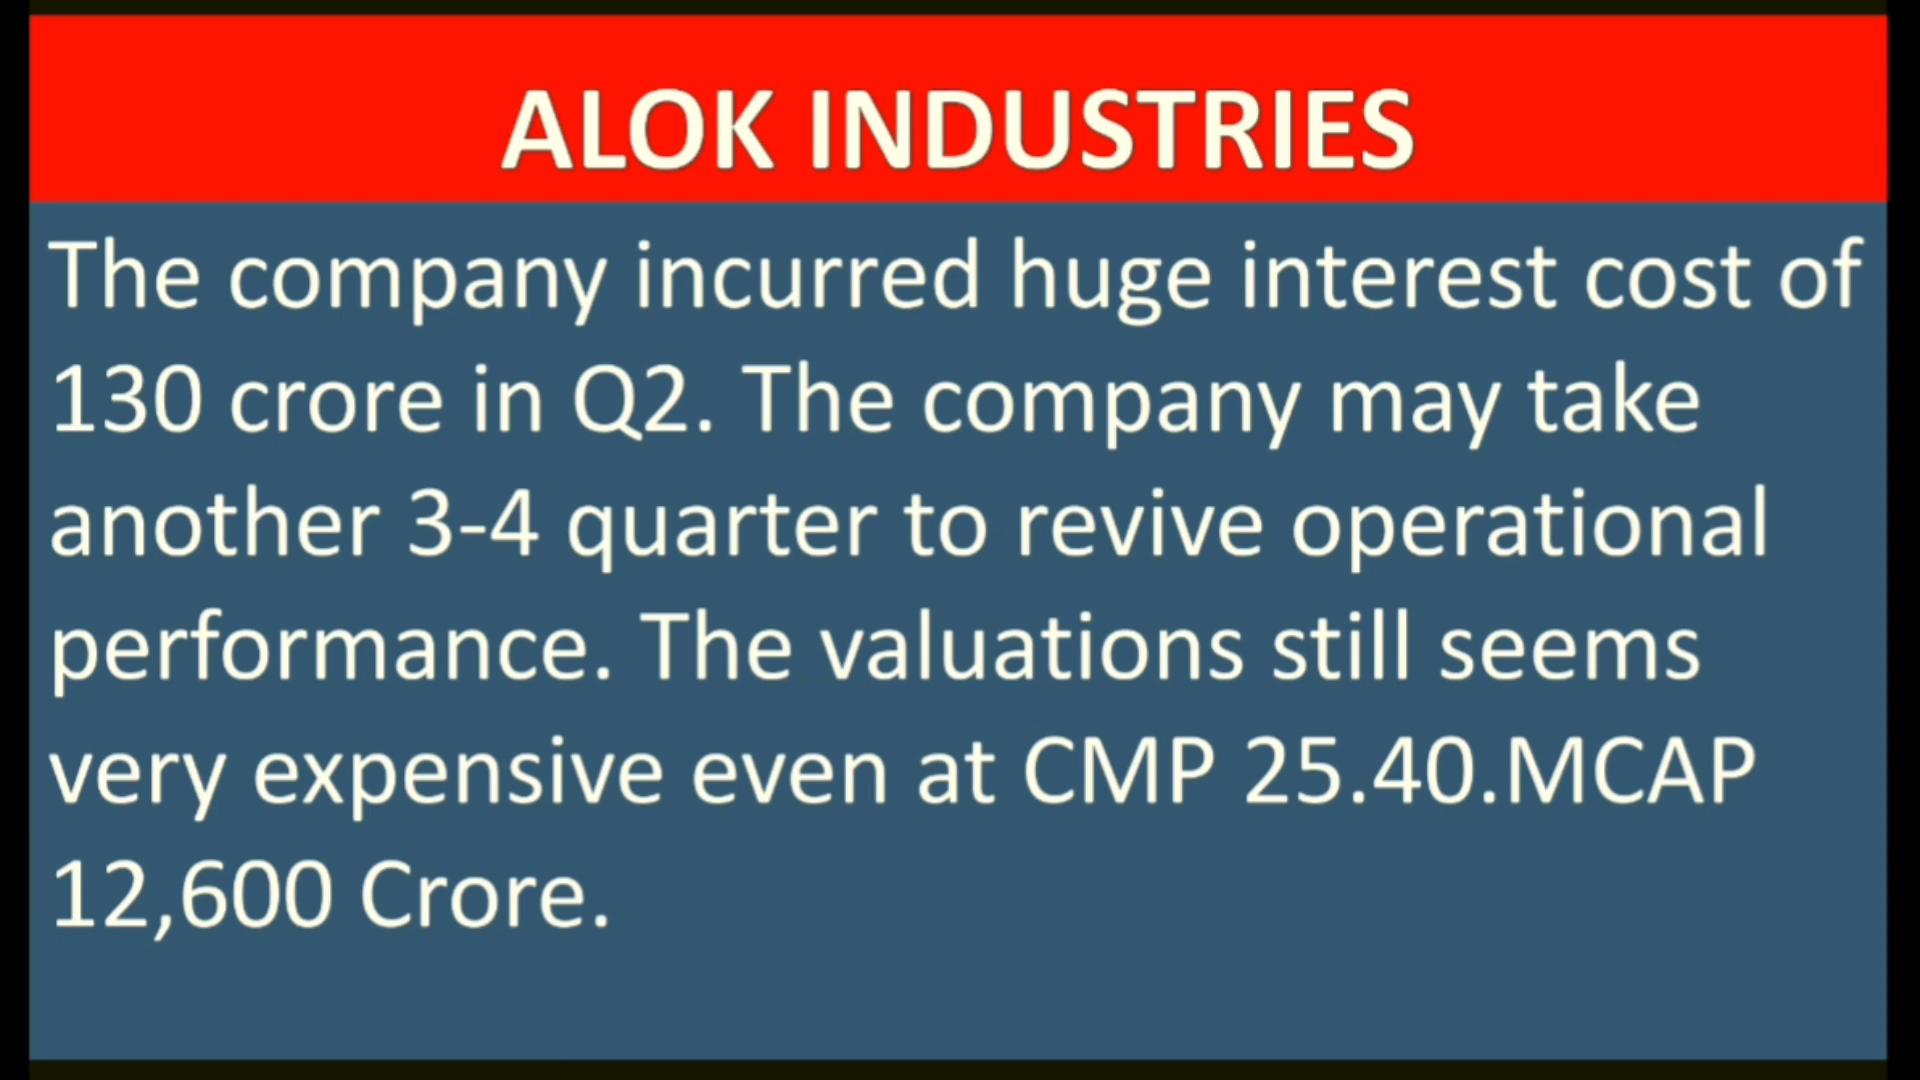 ALOK INDUSTRIES
The company incurred huge interest cost of
130 crore in Q2. The company may take
another 3-4 quarter to revive operational
performance. The valuations still seems
very expensive even at CMP 25.40.MCAP
12,600 Crore.